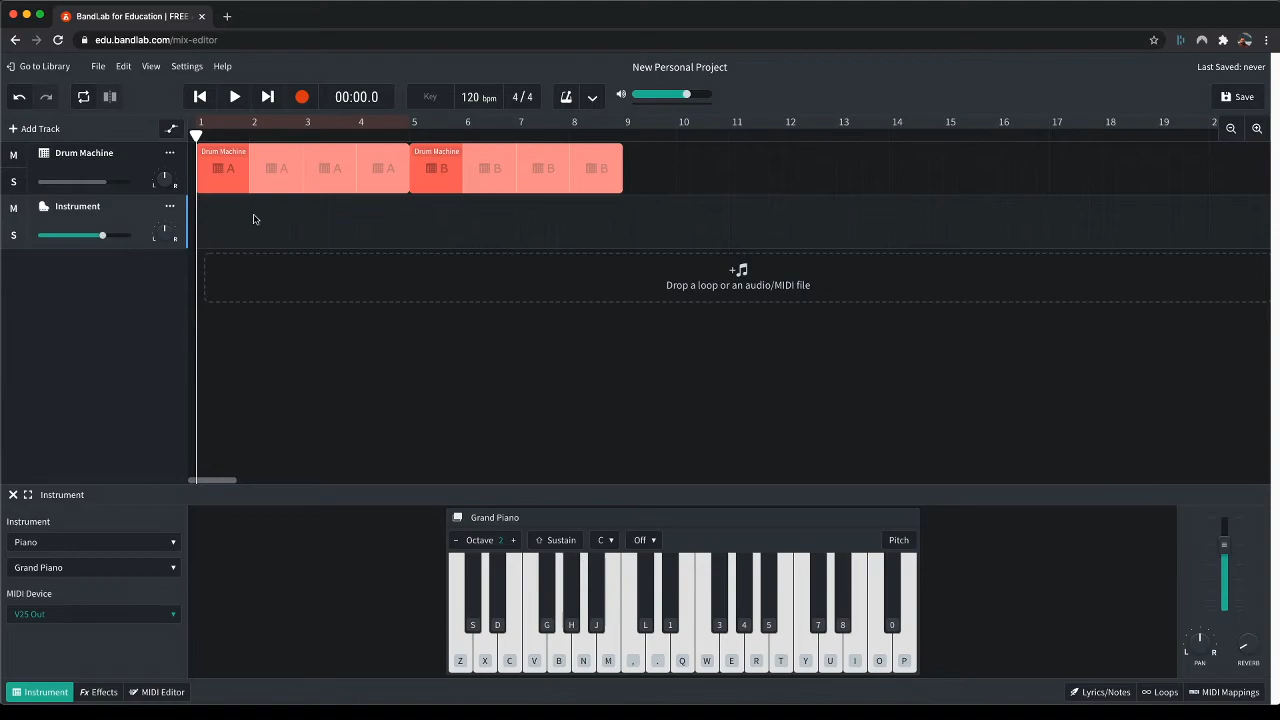 BandLab for Education | FREE
edu.bandlab.com/mix-editor
Go to Library File Edit View Settings Help New Personal Project Last Saved: never
00:00.0 Key 120 bpm 4/4 Save
Add Track 1 2 3 4 5 6 7 8 9 10 11 12 13 14 15 16 17 18 19 2
M Drum Machine Drum Machine Drum Machine
A A A A B B B B
S L R
M Instrument
S L R
Drop a loop or an audio/MIDI file
Instrument
Instrument Grand Piano
Piano - Octave 2 + Sustain C Off Pitch
Grand Piano
MIDI Device
V25 Out
S D G H J L 1 3 4 5 7 8 0
Z X C V B N M , . Q W E R T Y U I O P
L R
PAN REVERB
Instrument Fx Effects MIDI Editor Lyrics/Notes Loops MIDI Mappings